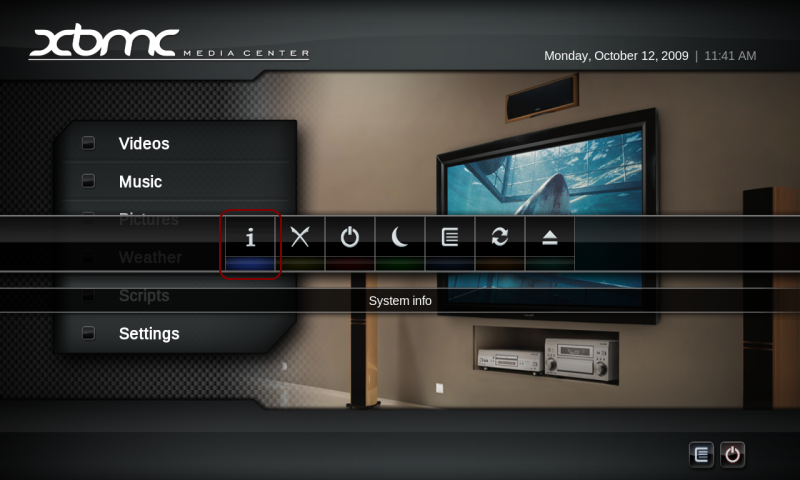 xbmc MEDIA CENTER
Monday, October 12, 2009 | 11:41 AM
Videos
Music
Pictures
Weather
System info
Scripts
Settings